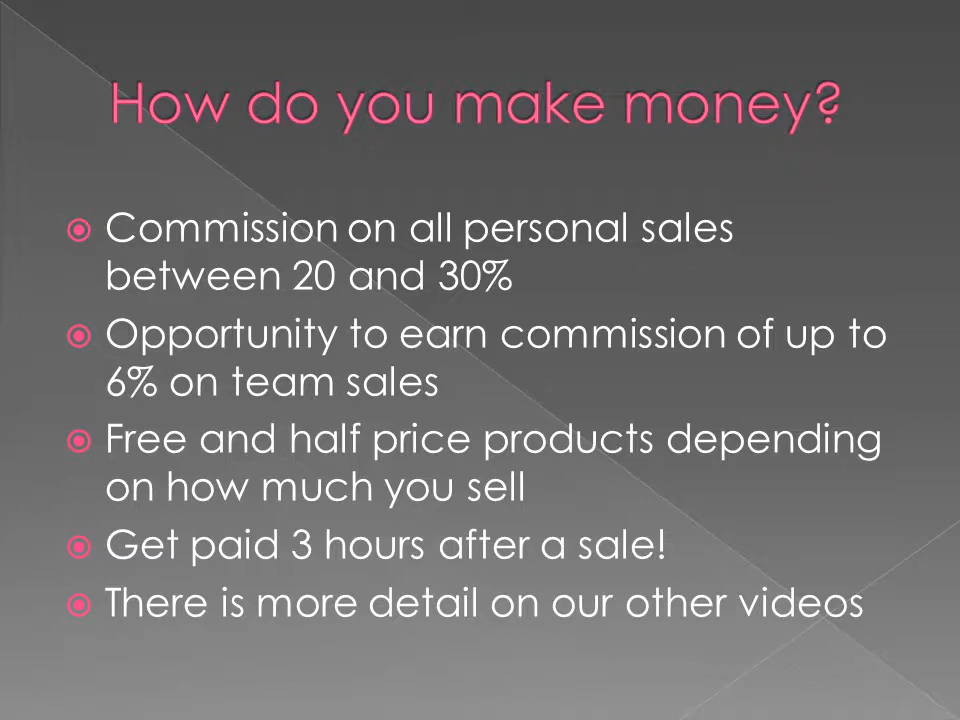 How do you make money?
Commission on all personal sales
between 20 and 30%
Opportunity to earn commission of up to
6% on team sales
Free and half price products depending
on how much you sell
Get paid 3 hours after a sale!
There is more detail on our other videos